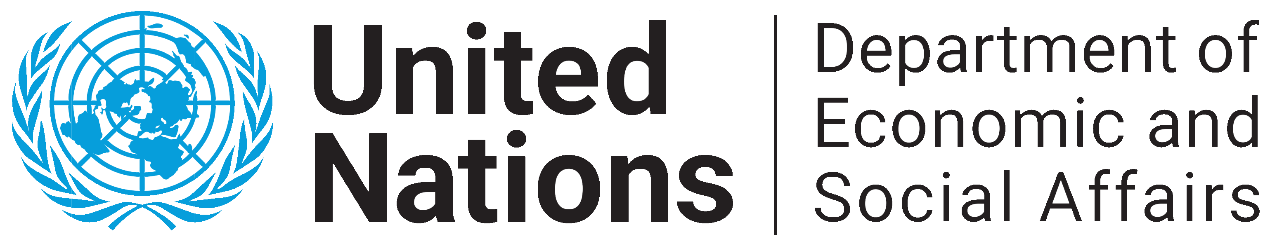 United
Nations
Department of
Economic and
Social Affairs